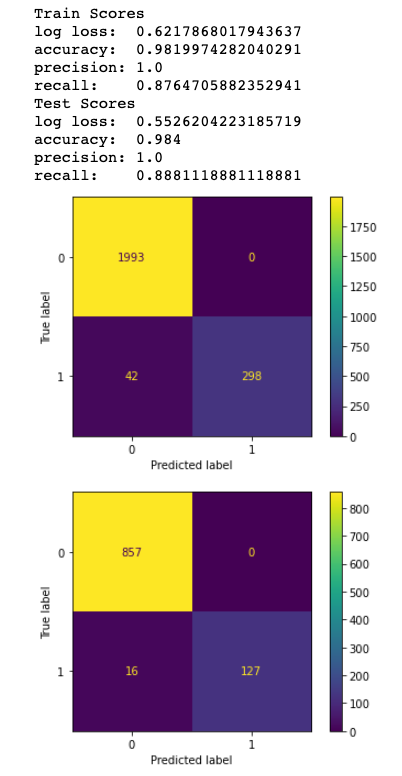 Train Scores
log loss: 0.6217868017943637
accuracy: 0.9819974282040291
precision: 1.0
recall: 0.8764705882352941
Test Scores
log loss: 0.5526204223185719
accuracy: 0.984
precision: 1.0
recall: 0.8881118881118881
1750
1500
1250
1000
750
500
250
0
True label
0
1
1993
0
42
298
0
1
Predicted label
800
700
600
500
400
300
200
100
0
True label
0
1
857
0
16
127
0
1
Predicted label